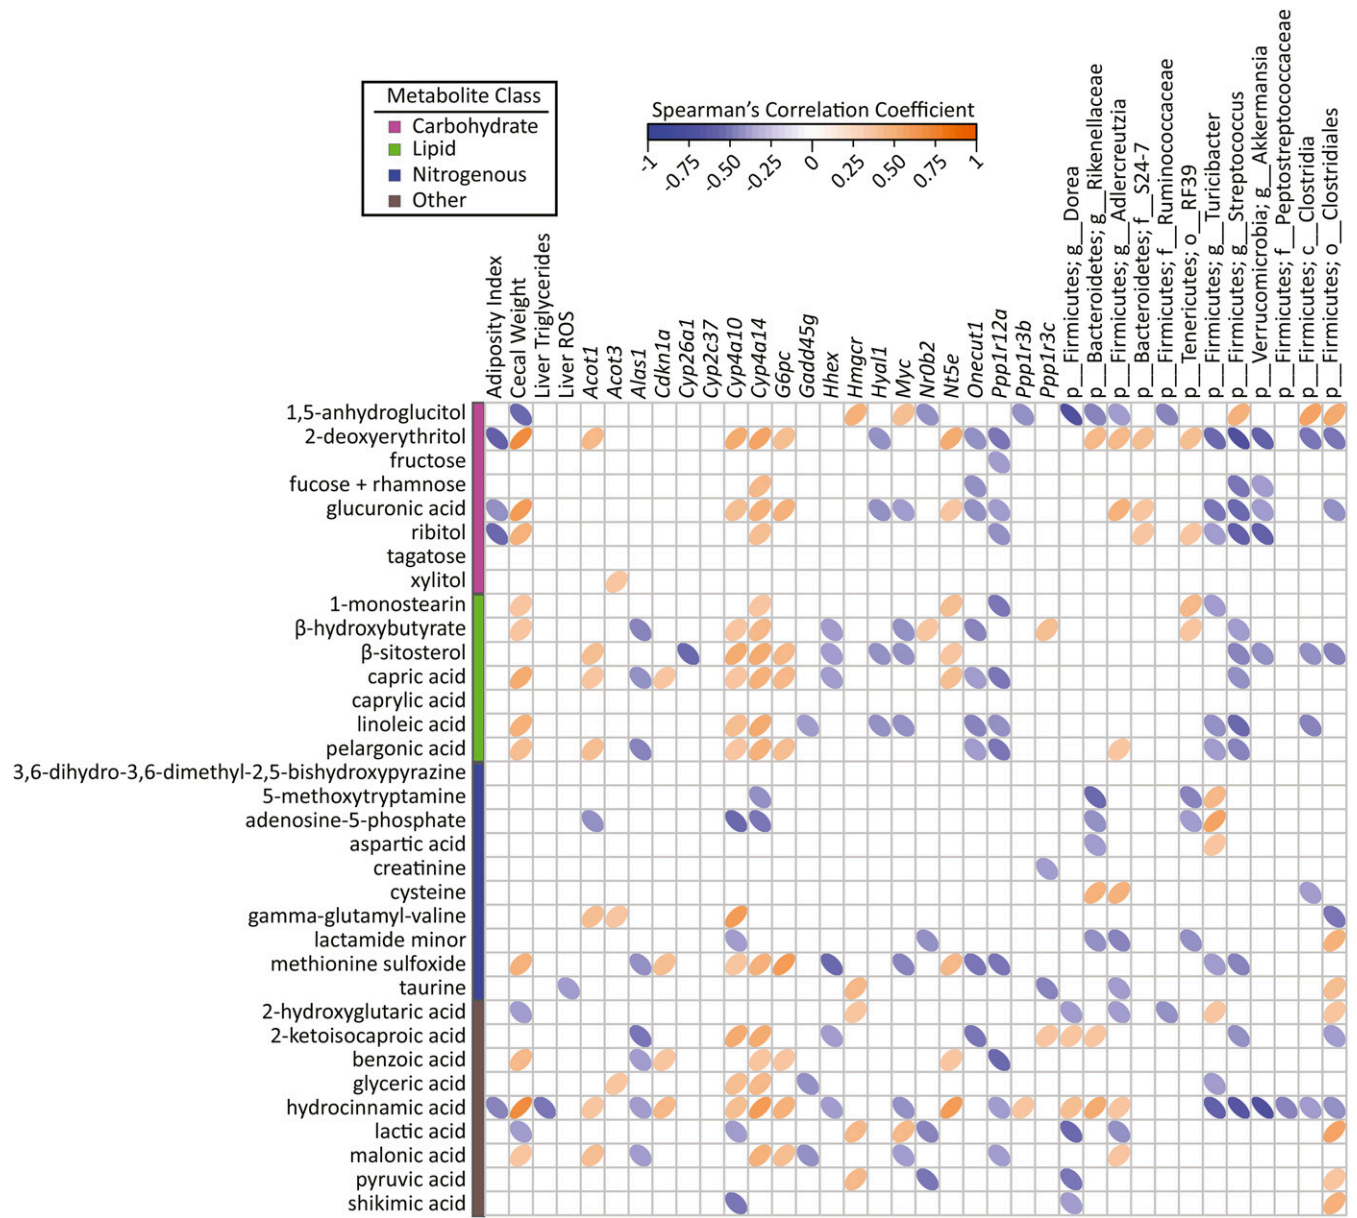 Metabolite Class
Carbohydrate
Lipid
Nitrogenous
Other
Spearman's Correlation Coefficient
-1
-0.75
-0.50
-0.25
0
0.25
0.50
0.75
1
Adiposity Index
Cecal Weight
Liver Triglycerides
Liver ROS
Acot1
Acot3
Alas1
Cdkn1a
Cyp26a1
Cyp2c37
Cyp4a10
Cyp4a14
G6pc
Gadd45g
Hhex
Hmgcr
Hyal1
Myc
Nr0b2
Nt5e
Onecut1
Ppp1r12a
Ppp1r3b
Ppp1r3c
p__Firmicutes; g__Dorea
p__Bacteroidetes; g__Rikenellaceae
p__Firmicutes; g__Adlercreutzia
p__Bacteroidetes; f__S24-7
p__Firmicutes; f__Ruminococcaceae
p__Tenericutes; o__RF39
p__Firmicutes; g__Turicibacter
p__Firmicutes; g__Streptococcus
p__Verrucomicrobia; g__Akkermansia
p__Firmicutes; f__Peptostreptococcaceae
p__Firmicutes; c__Clostridia
p__Firmicutes; o__Clostridiales
1,5-anhydroglucitol
2-deoxyerythritol
fructose
fucose + rhamnose
glucuronic acid
ribitol
tagatose
xylitol
1-monostearin
β-hydroxybutyrate
β-sitosterol
capric acid
caprylic acid
linoleic acid
pelargonic acid
3,6-dihydro-3,6-dimethyl-2,5-bishydroxypyrazine
5-methoxytryptamine
adenosine-5-phosphate
aspartic acid
creatinine
cysteine
gamma-glutamyl-valine
lactamide minor
methionine sulfoxide
taurine
2-hydroxyglutaric acid
2-ketoisocaproic acid
benzoic acid
glyceric acid
hydrocinnamic acid
lactic acid
malonic acid
pyruvic acid
shikimic acid